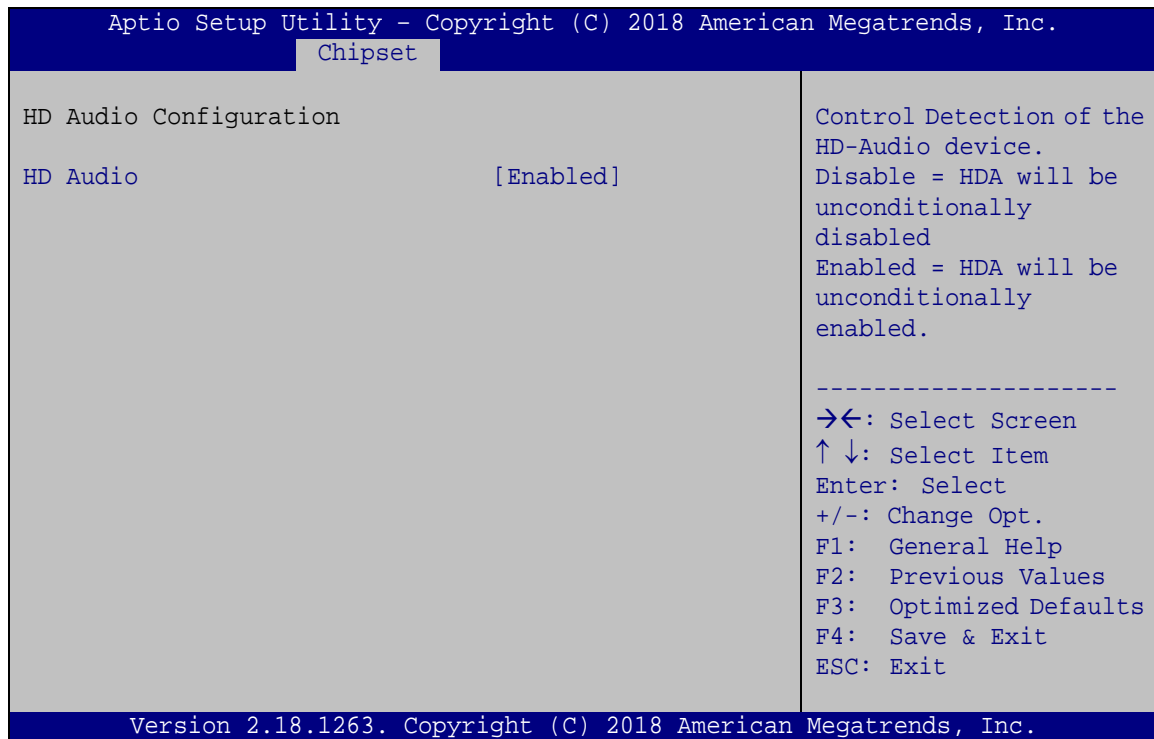 Aptio Setup Utility – Copyright (C) 2018 American Megatrends, Inc.
Chipset
HD Audio Configuration
HD Audio [Enabled]
Control Detection of the
HD-Audio device.
Disable = HDA will be
unconditionally
disabled
Enabled = HDA will be
unconditionally
enabled.
----------------------
→←: Select Screen
↑ ↓: Select Item
Enter: Select
+/-: Change Opt.
F1: General Help
F2: Previous Values
F3: Optimized Defaults
F4: Save & Exit
ESC: Exit
Version 2.18.1263. Copyright (C) 2018 American Megatrends, Inc.